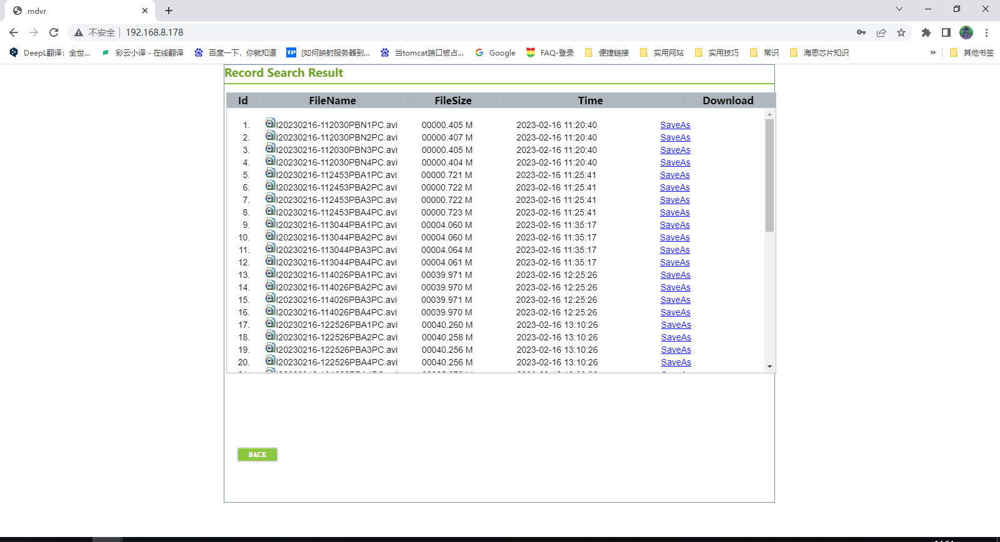 mdvr
不安全 192.168.8.178
DeepL翻译：全世... 彩云小译 - 在线翻译 百度一下，你就知道 TP [如何映射服务器到... 当tomcat端口被占... Google FAQ-登录 便捷链接 实用网站 实用技巧 常识 海思芯片知识 » 其他书签
Record Search Result
Id FileName FileSize Time Download
1. I20230216-112030PBN1PC.avi 00000.405 M 2023-02-16 11:20:40 SaveAs
2. I20230216-112030PBN2PC.avi 00000.407 M 2023-02-16 11:20:40 SaveAs
3. I20230216-112030PBN3PC.avi 00000.405 M 2023-02-16 11:20:40 SaveAs
4. I20230216-112030PBN4PC.avi 00000.404 M 2023-02-16 11:20:40 SaveAs
5. I20230216-112453PBA1PC.avi 00000.721 M 2023-02-16 11:25:41 SaveAs
6. I20230216-112453PBA2PC.avi 00000.722 M 2023-02-16 11:25:41 SaveAs
7. I20230216-112453PBA3PC.avi 00000.722 M 2023-02-16 11:25:41 SaveAs
8. I20230216-112453PBA4PC.avi 00000.723 M 2023-02-16 11:25:41 SaveAs
9. I20230216-113044PBA1PC.avi 00004.060 M 2023-02-16 11:35:17 SaveAs
10. I20230216-113044PBA2PC.avi 00004.060 M 2023-02-16 11:35:17 SaveAs
11. I20230216-113044PBA3PC.avi 00004.064 M 2023-02-16 11:35:17 SaveAs
12. I20230216-113044PBA4PC.avi 00004.061 M 2023-02-16 11:35:17 SaveAs
13. I20230216-114026PBA1PC.avi 00039.971 M 2023-02-16 12:25:26 SaveAs
14. I20230216-114026PBA2PC.avi 00039.970 M 2023-02-16 12:25:26 SaveAs
15. I20230216-114026PBA3PC.avi 00039.971 M 2023-02-16 12:25:26 SaveAs
16. I20230216-114026PBA4PC.avi 00039.970 M 2023-02-16 12:25:26 SaveAs
17. I20230216-122526PBA1PC.avi 00040.260 M 2023-02-16 13:10:26 SaveAs
18. I20230216-122526PBA2PC.avi 00040.258 M 2023-02-16 13:10:26 SaveAs
19. I20230216-122526PBA3PC.avi 00040.256 M 2023-02-16 13:10:26 SaveAs
20. I20230216-122526PBA4PC.avi 00040.256 M 2023-02-16 13:10:26 SaveAs
BACK